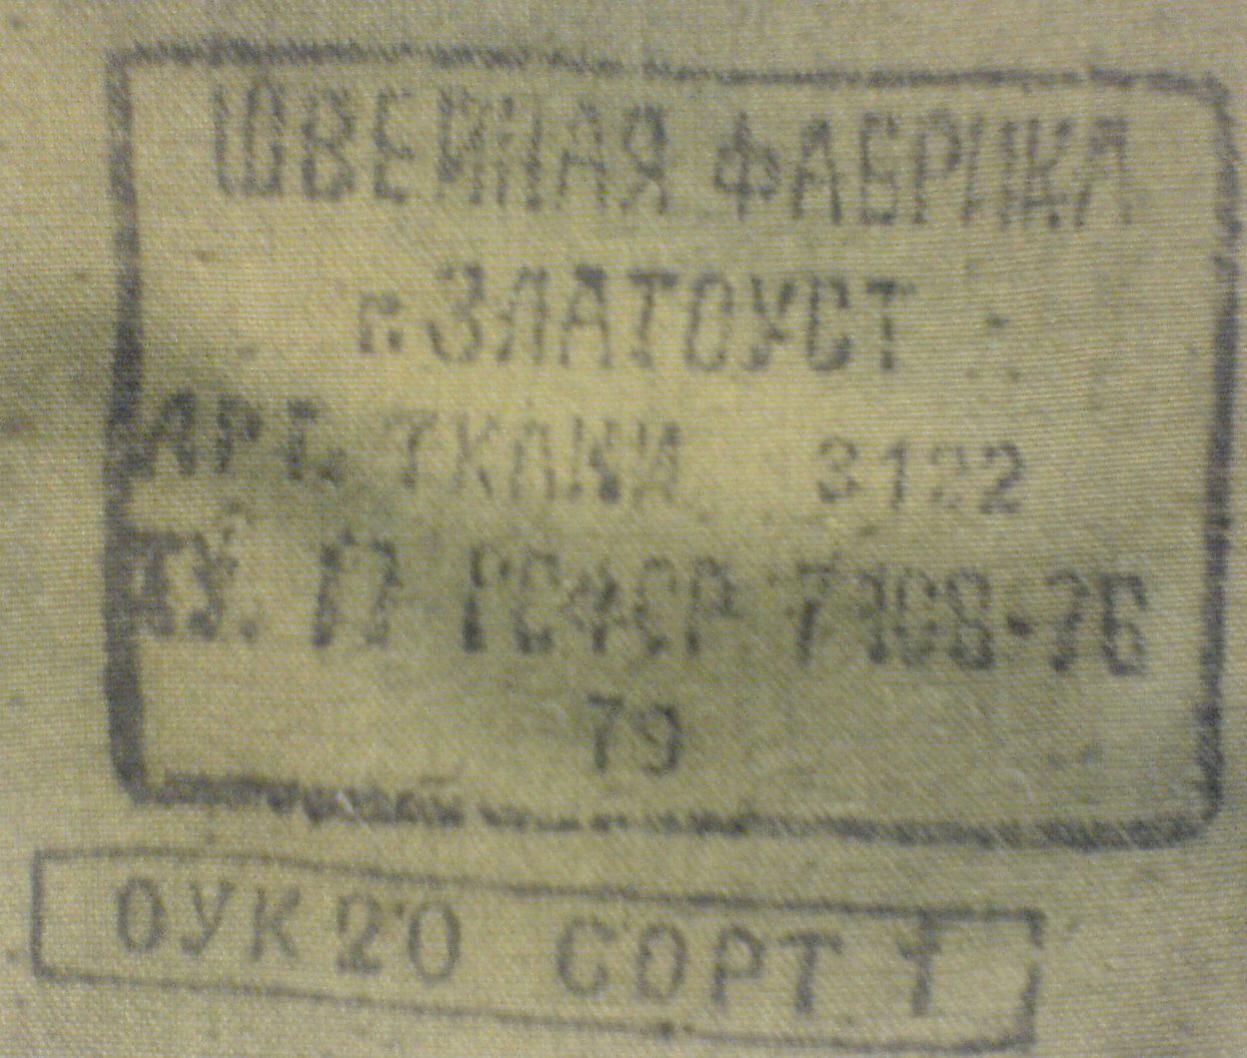 ШВЕЙНАЯ ФАБРИКА
г. ЗЛАТОУСТ
АРТ. ТКАНИ 3122
ТУ. 17 РСФСР 7108-76
79
ОУК 20 СОРТ 1